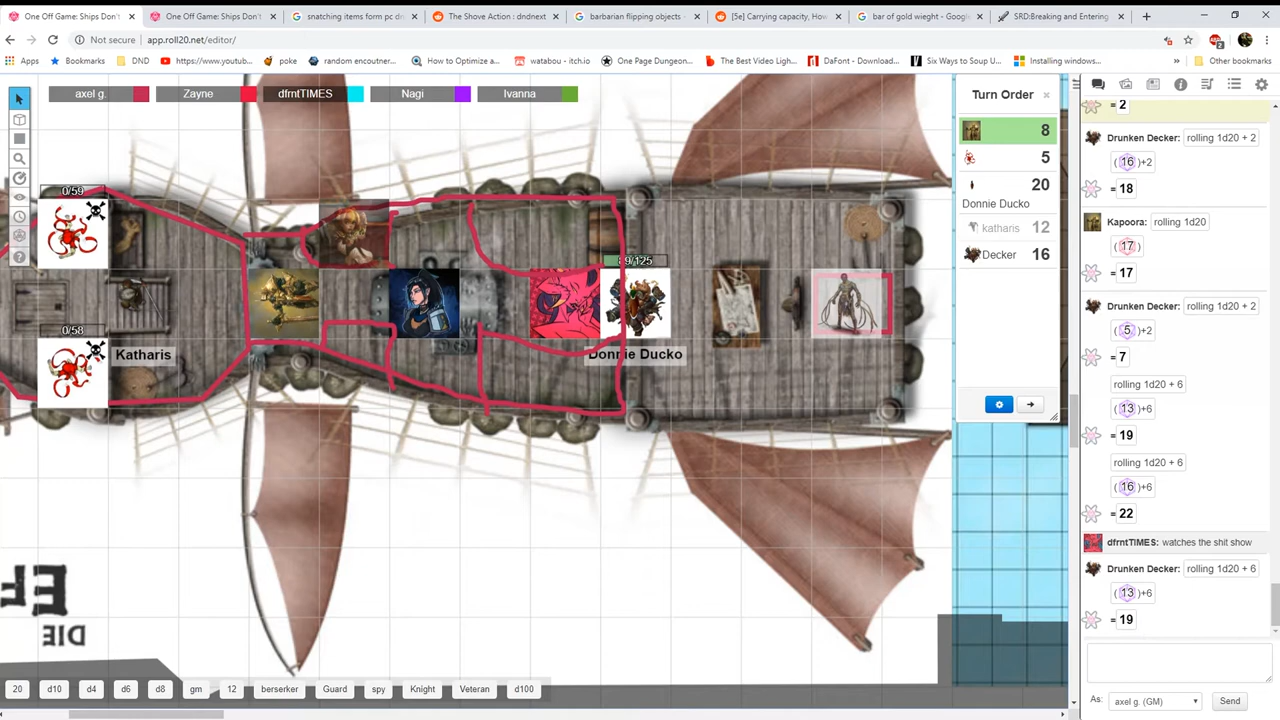 One Off Game: Ships Don'
One Off Game: Ships Don'
snatching items form pc dn
The Shove Action : dndnext
barbarian flipping objects -
[5e] Carrying capacity, How
bar of gold wieght - Google
SRD:Breaking and Entering
Not secure | app.roll20.net/editor/
Apps
Bookmarks
DND
https://www.youtub...
poke
random encoutner...
How to Optimize a...
watabou - itch.io
One Page Dungeon...
The Best Video Ligh...
DaFont - Download...
Six Ways to Soup U...
Installing windows...
Other bookmarks
axel g.
Zayne
dfrntTIMES
Nagi
Ivanna
0/59
0/58
Katharis
Donnie Ducko
DIE
Turn Order
8
5
20
Donnie Ducko
katharis 12
Decker 16
= 2
Drunken Decker: rolling 1d20 + 2
(16)+2
= 18
Kapoora: rolling 1d20
(17)
= 17
Drunken Decker: rolling 1d20 + 2
(5)+2
= 7
rolling 1d20 + 6
(13)+6
= 19
rolling 1d20 + 6
(16)+6
= 22
dfrntTIMES: watches the shit show
Drunken Decker: rolling 1d20 + 6
(13)+6
= 19
As: axel g. (GM)
Send
20
d10
d4
d6
d8
gm
12
berserker
Guard
spy
Knight
Veteran
d100